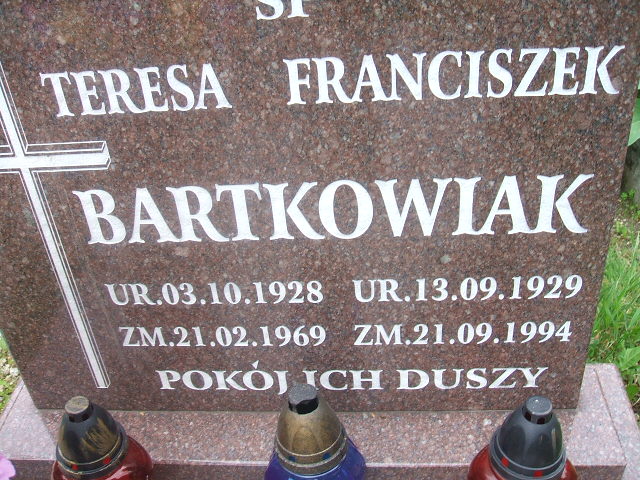 ŚP
TERESA FRANCISZEK
BARTKOWIAK
UR.03.10.1928 UR.13.09.1929
ZM.21.02.1969 ZM.21.09.1994
POKÓJ ICH DUSZY